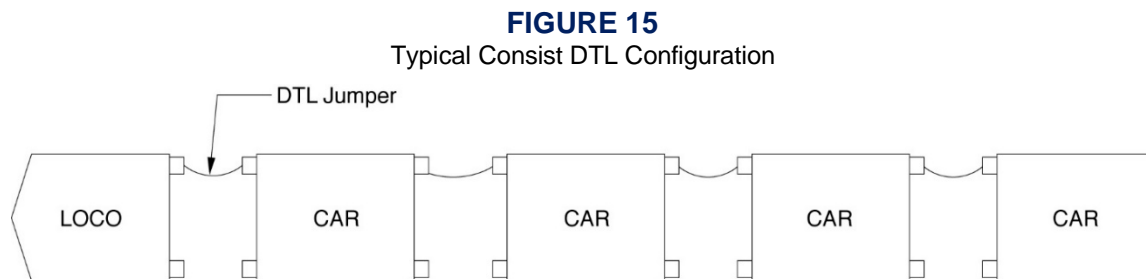 FIGURE 15
Typical Consist DTL Configuration
DTL Jumper
LOCO CAR CAR CAR CAR